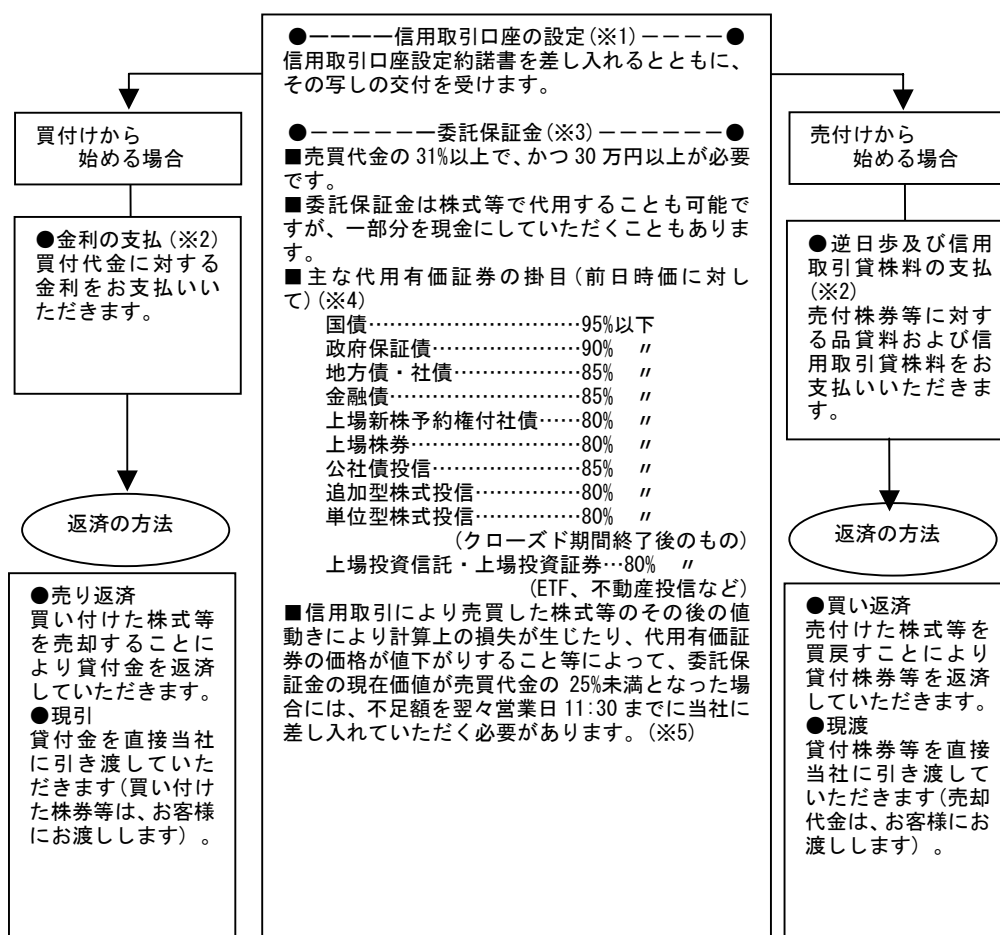 ●ーーーー信用取引口座の設定(※1)－－－－●
信用取引口座設定約諾書を差し入れるとともに、
その写しの交付を受けます。
●－－－－－－委託保証金(※3)－－－－－－●
■売買代金の31%以上で、かつ30万円以上が必要
です。
■委託保証金は株式等で代用することも可能で
すが、一部分を現金にしていただくこともありま
す。
■主な代用有価証券の掛目(前日時価に対し
て)(※4)
国債…………………………95%以下
政府保証債…………………90% 〃
地方債・社債………………85% 〃
金融債………………………85% 〃
上場新株予約権付社債……80% 〃
上場株券……………………80% 〃
公社債投信…………………85% 〃
追加型株式投信……………80% 〃
単位型株式投信……………80% 〃
(クローズド期間終了後のもの)
上場投資信託・上場投資証券…80% 〃
(ETF、不動産投信など)
■信用取引により売買した株式等のその後の値
動きにより計算上の損失が生じたり、代用有価証
券の価格が値下がりすること等によって、委託保
証金の現在価値が売買代金の25%未満となった場
合には、不足額を翌々営業日11:30までに当社に
差し入れていただく必要があります。(※5)
買付けから
始める場合
●金利の支払(※2)
買付代金に対する
金利をお支払いい
ただきます。
返済の方法
●売り返済
買い付けた株式等
を売却することに
より貸付金を返済
していただきます。
●現引
貸付金を直接当社
に引き渡していた
だきます(買い付け
た株券等は、お客様
にお渡しします) 。
売付けから
始める場合
●逆日歩及び信用
取引貸株料の支払
(※2)
売付株券等に対す
る品貸料および信
用取引貸株料をお
支払いいただきま
す。
返済の方法
●買い返済
売付けた株式等を
買戻すことにより
貸付株券等を返済
していただきます。
●現渡
貸付株券等を直接
当社に引き渡して
いただきます(売却
代金は、お客様にお
渡しします) 。